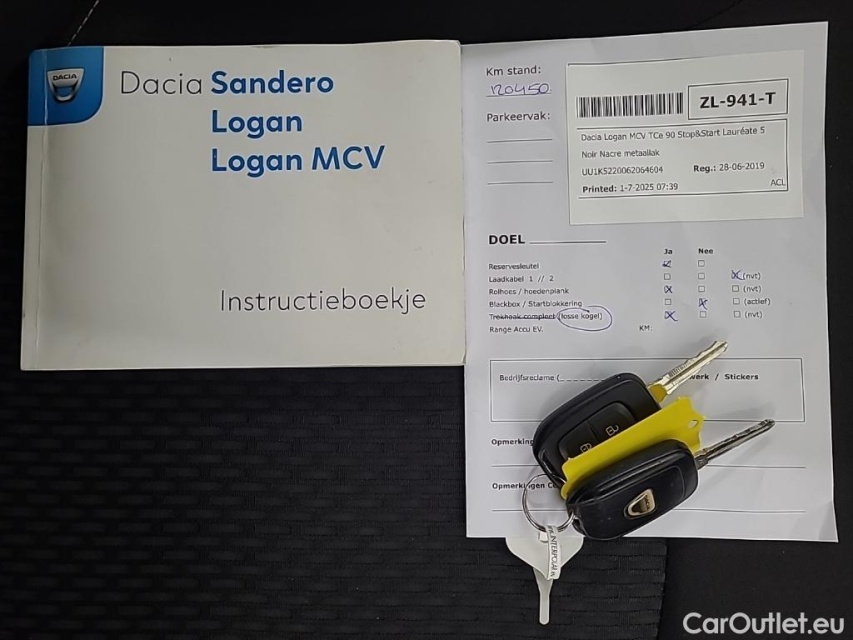 DACIA
Dacia Sandero
Logan
Logan MCV
Instructieboekje
Km stand:
120450
Parkeervak:
ZL-941-T
Dacia Logan MCV TCe 90 Stop&Start Lauréate 5
Noir Nacre metaallak
UU1K5220062064604 Reg.: 28-06-2019
Printed: 1-7-2025 07:39 ACL
DOEL
Ja Nee
Reservesleutel
Laadkabel 1 // 2 (nvt)
Rolhoes / hoedenplank (nvt)
Blackbox / Startblokkering (actief)
Trekhaak compleet (losse kogel) (nvt)
Range Accu EV. KM:
Bedrijfsreclame ( werk / Stickers
Opmerking
Opmerkingen
CarOutlet.eu